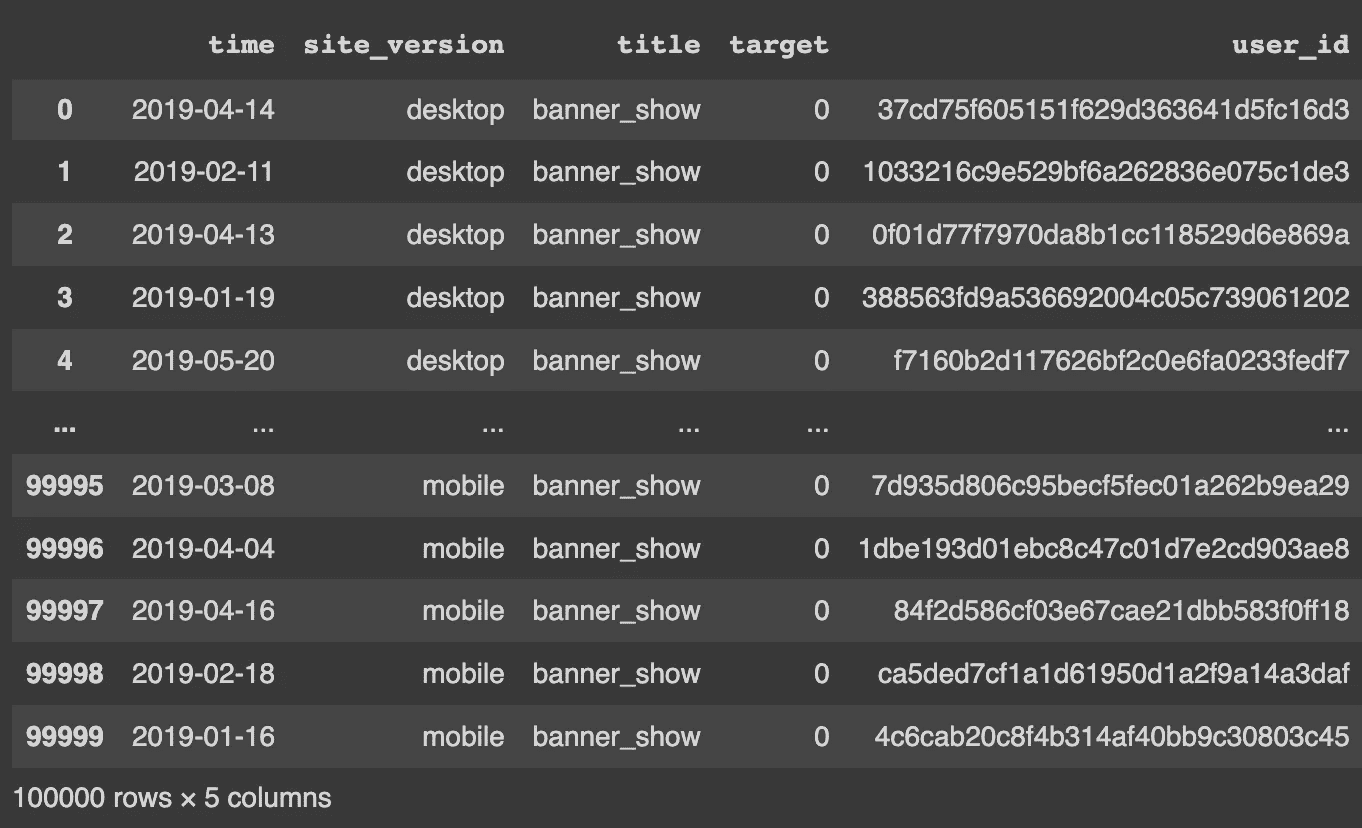 time site_version title target user_id
0 2019-04-14 desktop banner_show 0 37cd75f605151f629d363641d5fc16d3
1 2019-02-11 desktop banner_show 0 1033216c9e529bf6a262836e075c1de3
2 2019-04-13 desktop banner_show 0 0f01d77f7970da8b1cc118529d6e869a
3 2019-01-19 desktop banner_show 0 388563fd9a536692004c05c739061202
4 2019-05-20 desktop banner_show 0 f7160b2d117626bf2c0e6fa0233fedf7
... ... ... ... ... ...
99995 2019-03-08 mobile banner_show 0 7d935d806c95becf5fec01a262b9ea29
99996 2019-04-04 mobile banner_show 0 1dbe193d01ebc8c47c01d7e2cd903ae8
99997 2019-04-16 mobile banner_show 0 84f2d586cf03e67cae21dbb583f0ff18
99998 2019-02-18 mobile banner_show 0 ca5ded7cf1a1d61950d1a2f9a14a3daf
99999 2019-01-16 mobile banner_show 0 4c6cab20c8f4b314af40bb9c30803c45
100000 rows × 5 columns